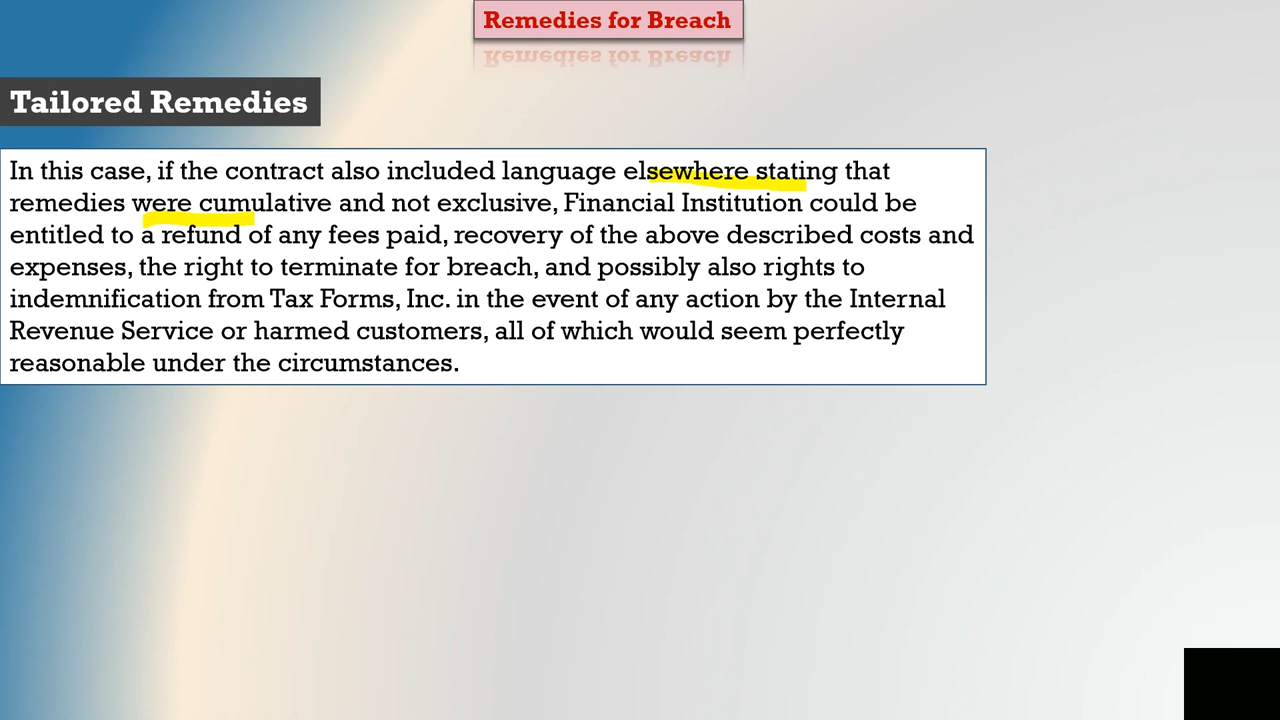 Remedies for Breach
Tailored Remedies
In this case, if the contract also included language elsewhere stating that
remedies were cumulative and not exclusive, Financial Institution could be
entitled to a refund of any fees paid, recovery of the above described costs and
expenses, the right to terminate for breach, and possibly also rights to
indemnification from Tax Forms, Inc. in the event of any action by the Internal
Revenue Service or harmed customers, all of which would seem perfectly
reasonable under the circumstances.